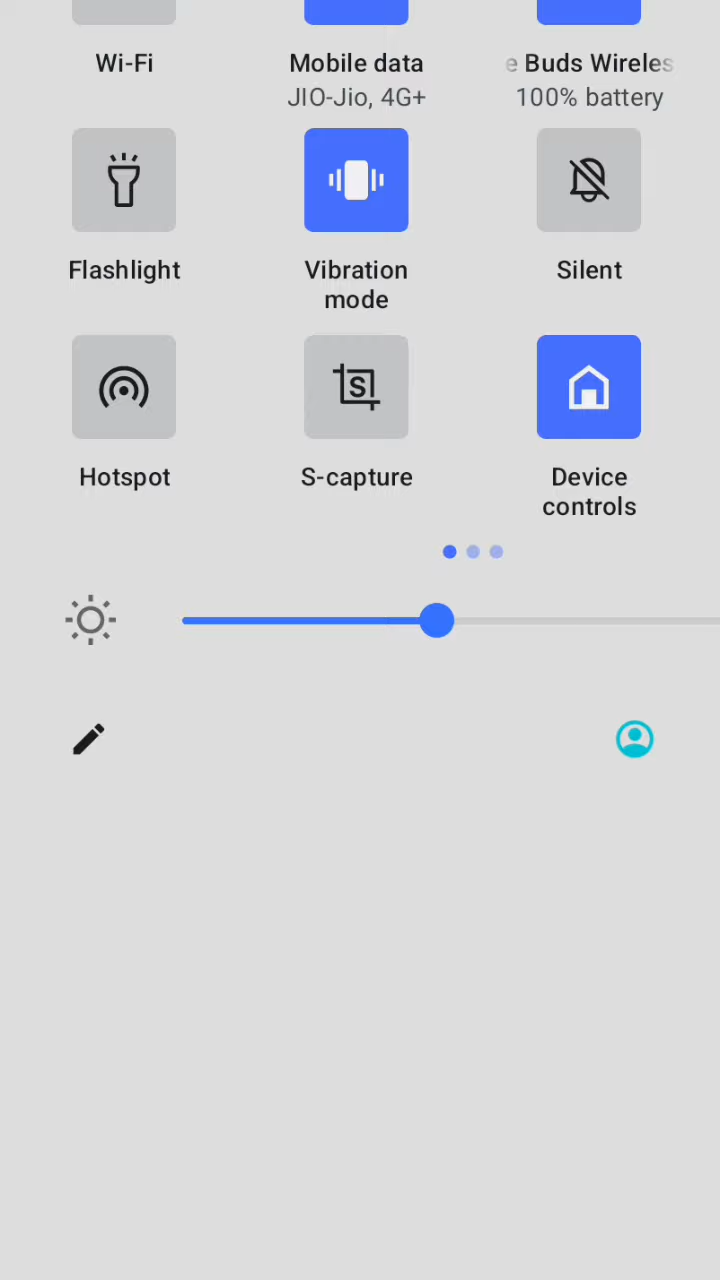 Wi-Fi
Mobile data
e Buds Wireles
JIO-Jio, 4G+
100% battery
Flashlight
Vibration
mode
Silent
S
Hotspot
S-capture
Device
controls